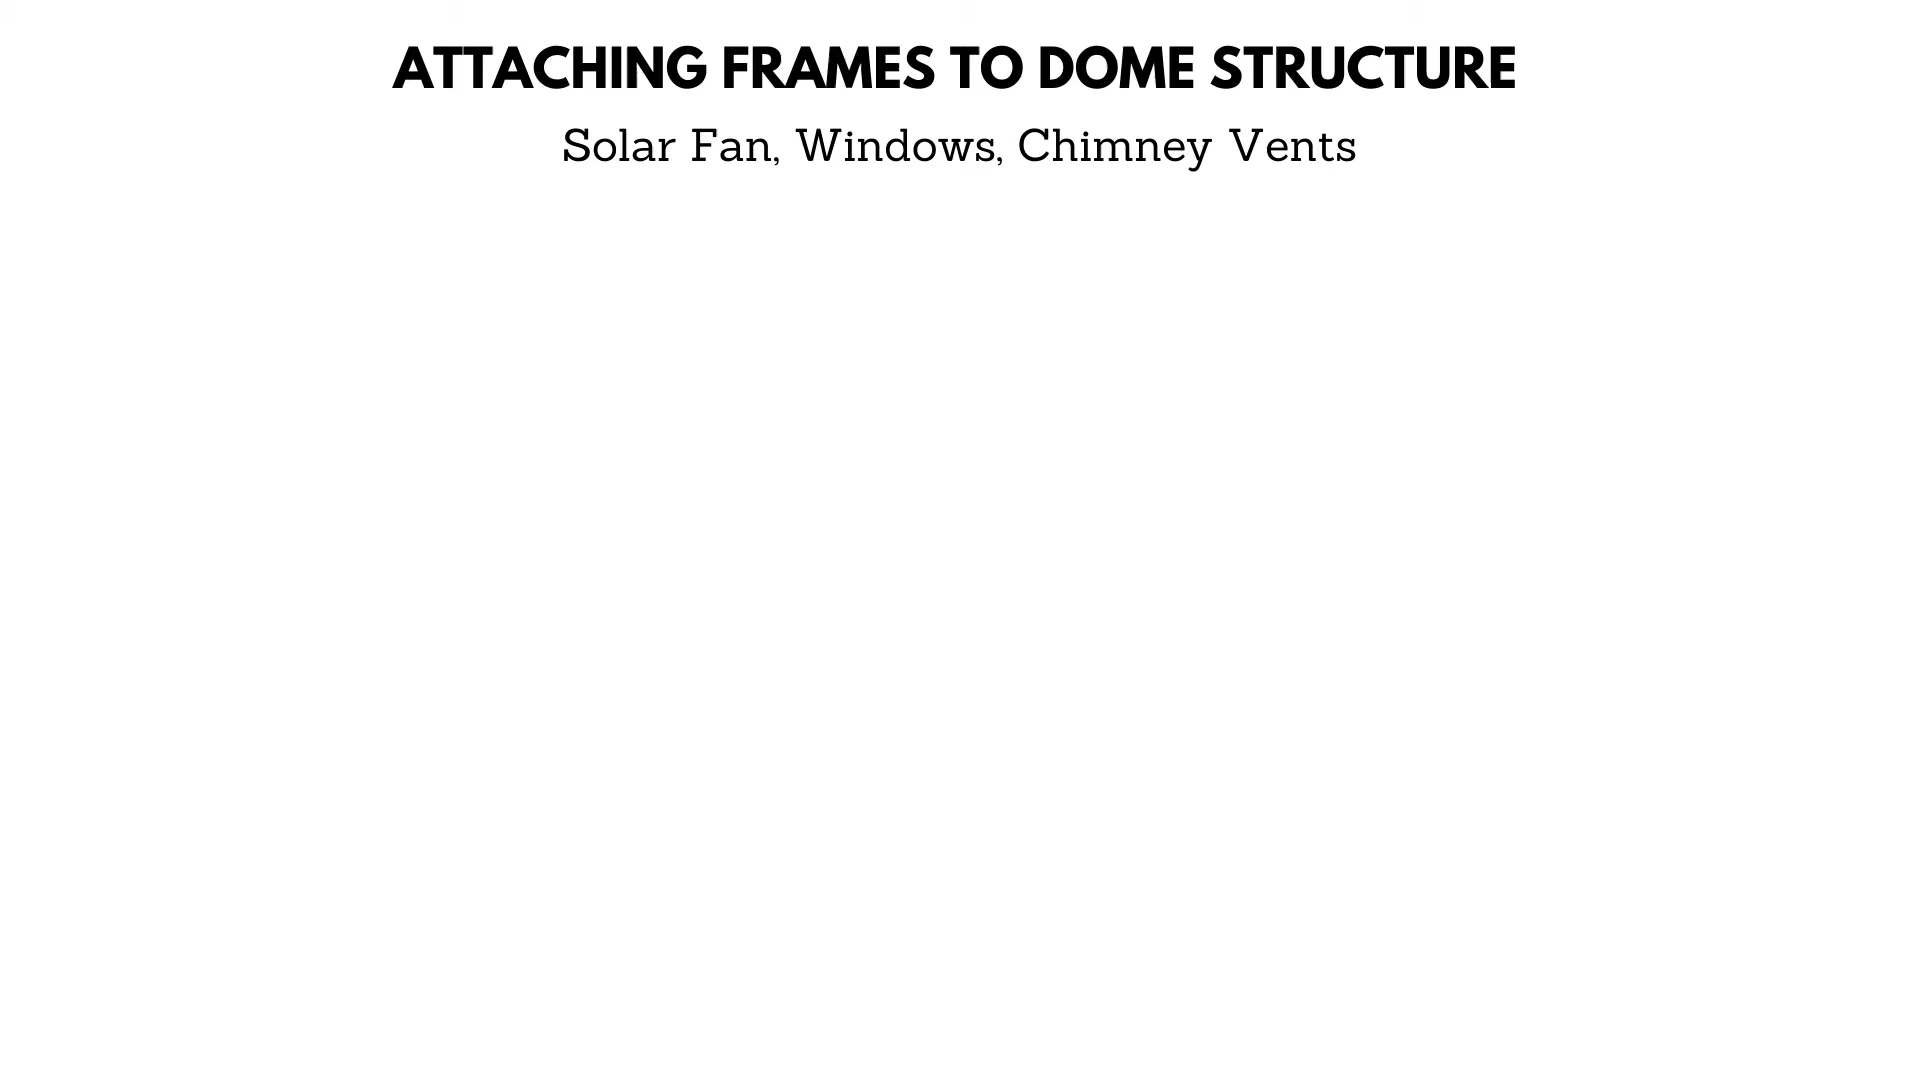 ATTACHING FRAMES TO DOME STRUCTURE
Solar Fan, Windows, Chimney Vents